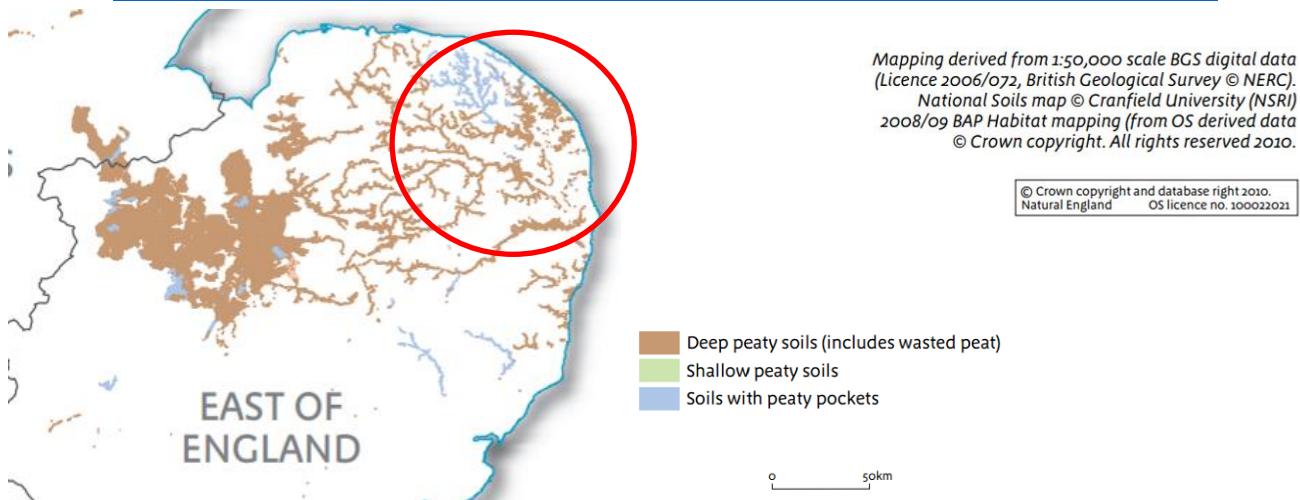 Mapping derived from 1:50,000 scale BGS digital data
(Licence 2006/072, British Geological Survey © NERC).
National Soils map © Cranfield University (NSRI)
2008/09 BAP Habitat mapping (from OS derived data
© Crown copyright. All rights reserved 2010.
© Crown copyright and database right 2010.
Natural England OS licence no. 100022021
Deep peaty soils (includes wasted peat)
Shallow peaty soils
Soils with peaty pockets
EAST OF
ENGLAND
0 50km